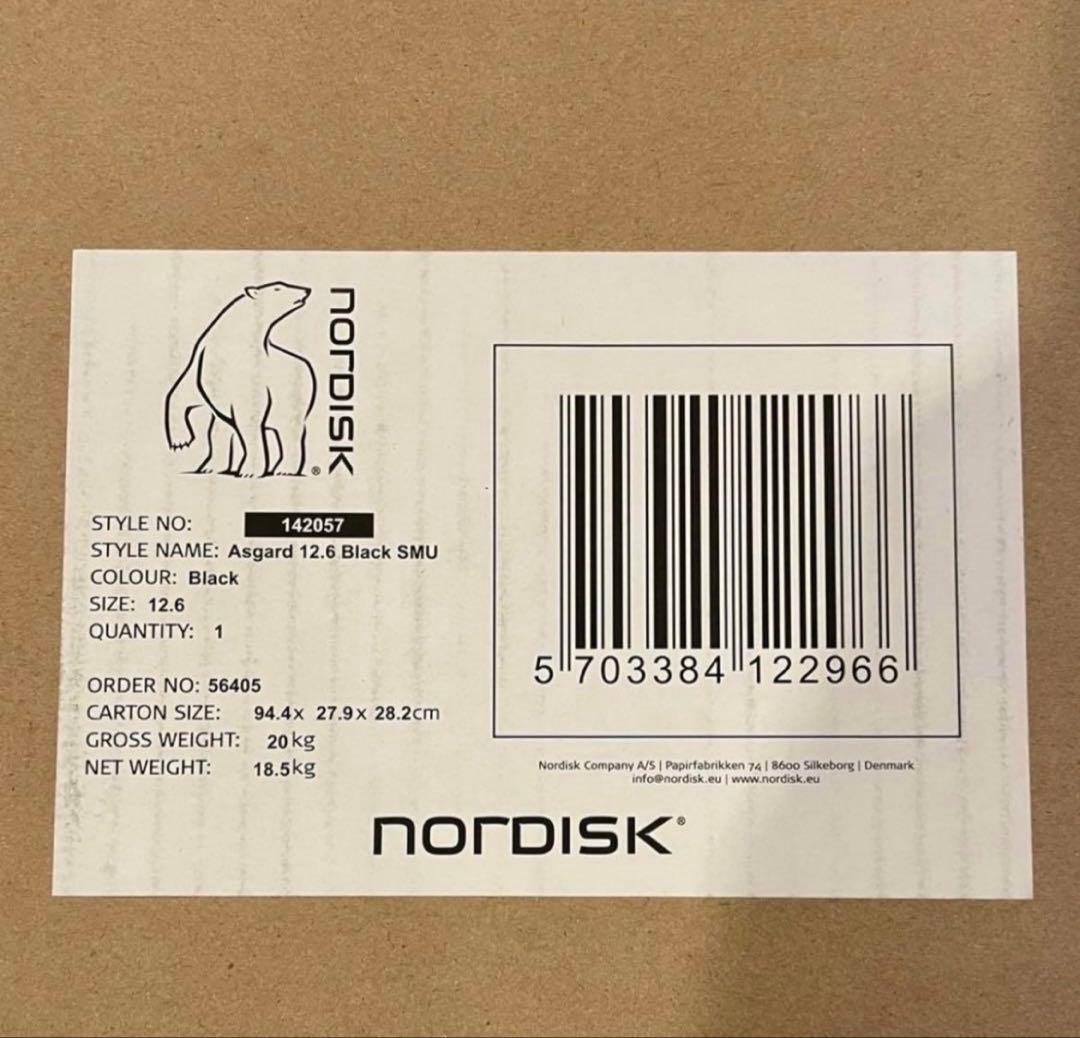 NORDISK®
STYLE NO: 142057
STYLE NAME: Asgard 12.6 Black SMU
COLOUR: Black
SIZE: 12.6
QUANTITY: 1
ORDER NO: 56405
CARTON SIZE: 94.4x 27.9x 28.2cm
GROSS WEIGHT: 20kg
NET WEIGHT: 18.5kg
5 703384 122966
Nordisk Company A/S | Papirfabrikken 74 | 8600 Silkeborg | Denmark
info@nordisk.eu | www.nordisk.eu
NORDISK®